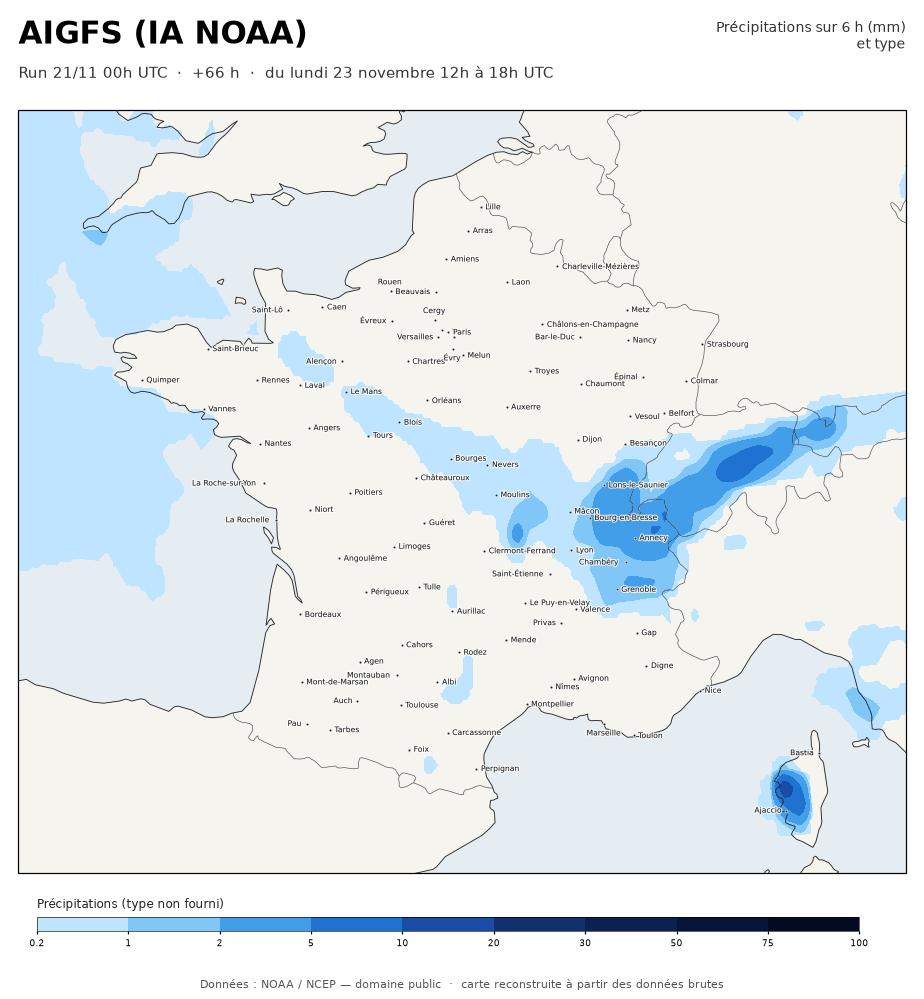 AIGFS (IA NOAA)
Précipitations sur 6 h (mm)
et type
Run 21/11 00h UTC · +66 h · du lundi 23 novembre 12h à 18h UTC
Lille
Arras
Amiens
Charleville-Mézières
Rouen
Laon
Beauvais
Saint-Lô
Caen
Cergy
Metz
Évreux
Châlons-en-Champagne
Versailles
Paris
Bar-le-Duc
Nancy
Strasbourg
Saint-Brieuc
Alençon
Chartres
Évry
Melun
Quimper
Rennes
Laval
Troyes
Épinal
Chaumont
Colmar
Le Mans
Orléans
Vannes
Auxerre
Vesoul
Belfort
Angers
Blois
Nantes
Tours
Dijon
Besançon
Bourges
Nevers
La Roche-sur-Yon
Châteauroux
Lons-le-Saunier
Poitiers
Moulins
Niort
Mâcon
La Rochelle
Guéret
Bourg-en-Bresse
Annecy
Limoges
Clermont-Ferrand
Lyon
Angoulême
Chambéry
Saint-Étienne
Périgueux
Tulle
Grenoble
Bordeaux
Aurillac
Le Puy-en-Velay
Valence
Privas
Cahors
Mende
Gap
Agen
Rodez
Montauban
Digne
Mont-de-Marsan
Albi
Avignon
Nîmes
Nice
Auch
Toulouse
Montpellier
Pau
Tarbes
Carcassonne
Marseille
Toulon
Foix
Bastia
Perpignan
Ajaccio
Précipitations (type non fourni)
0.2 1 2 5 10 20 30 50 75 100
Données : NOAA / NCEP — domaine public · carte reconstruite à partir des données brutes